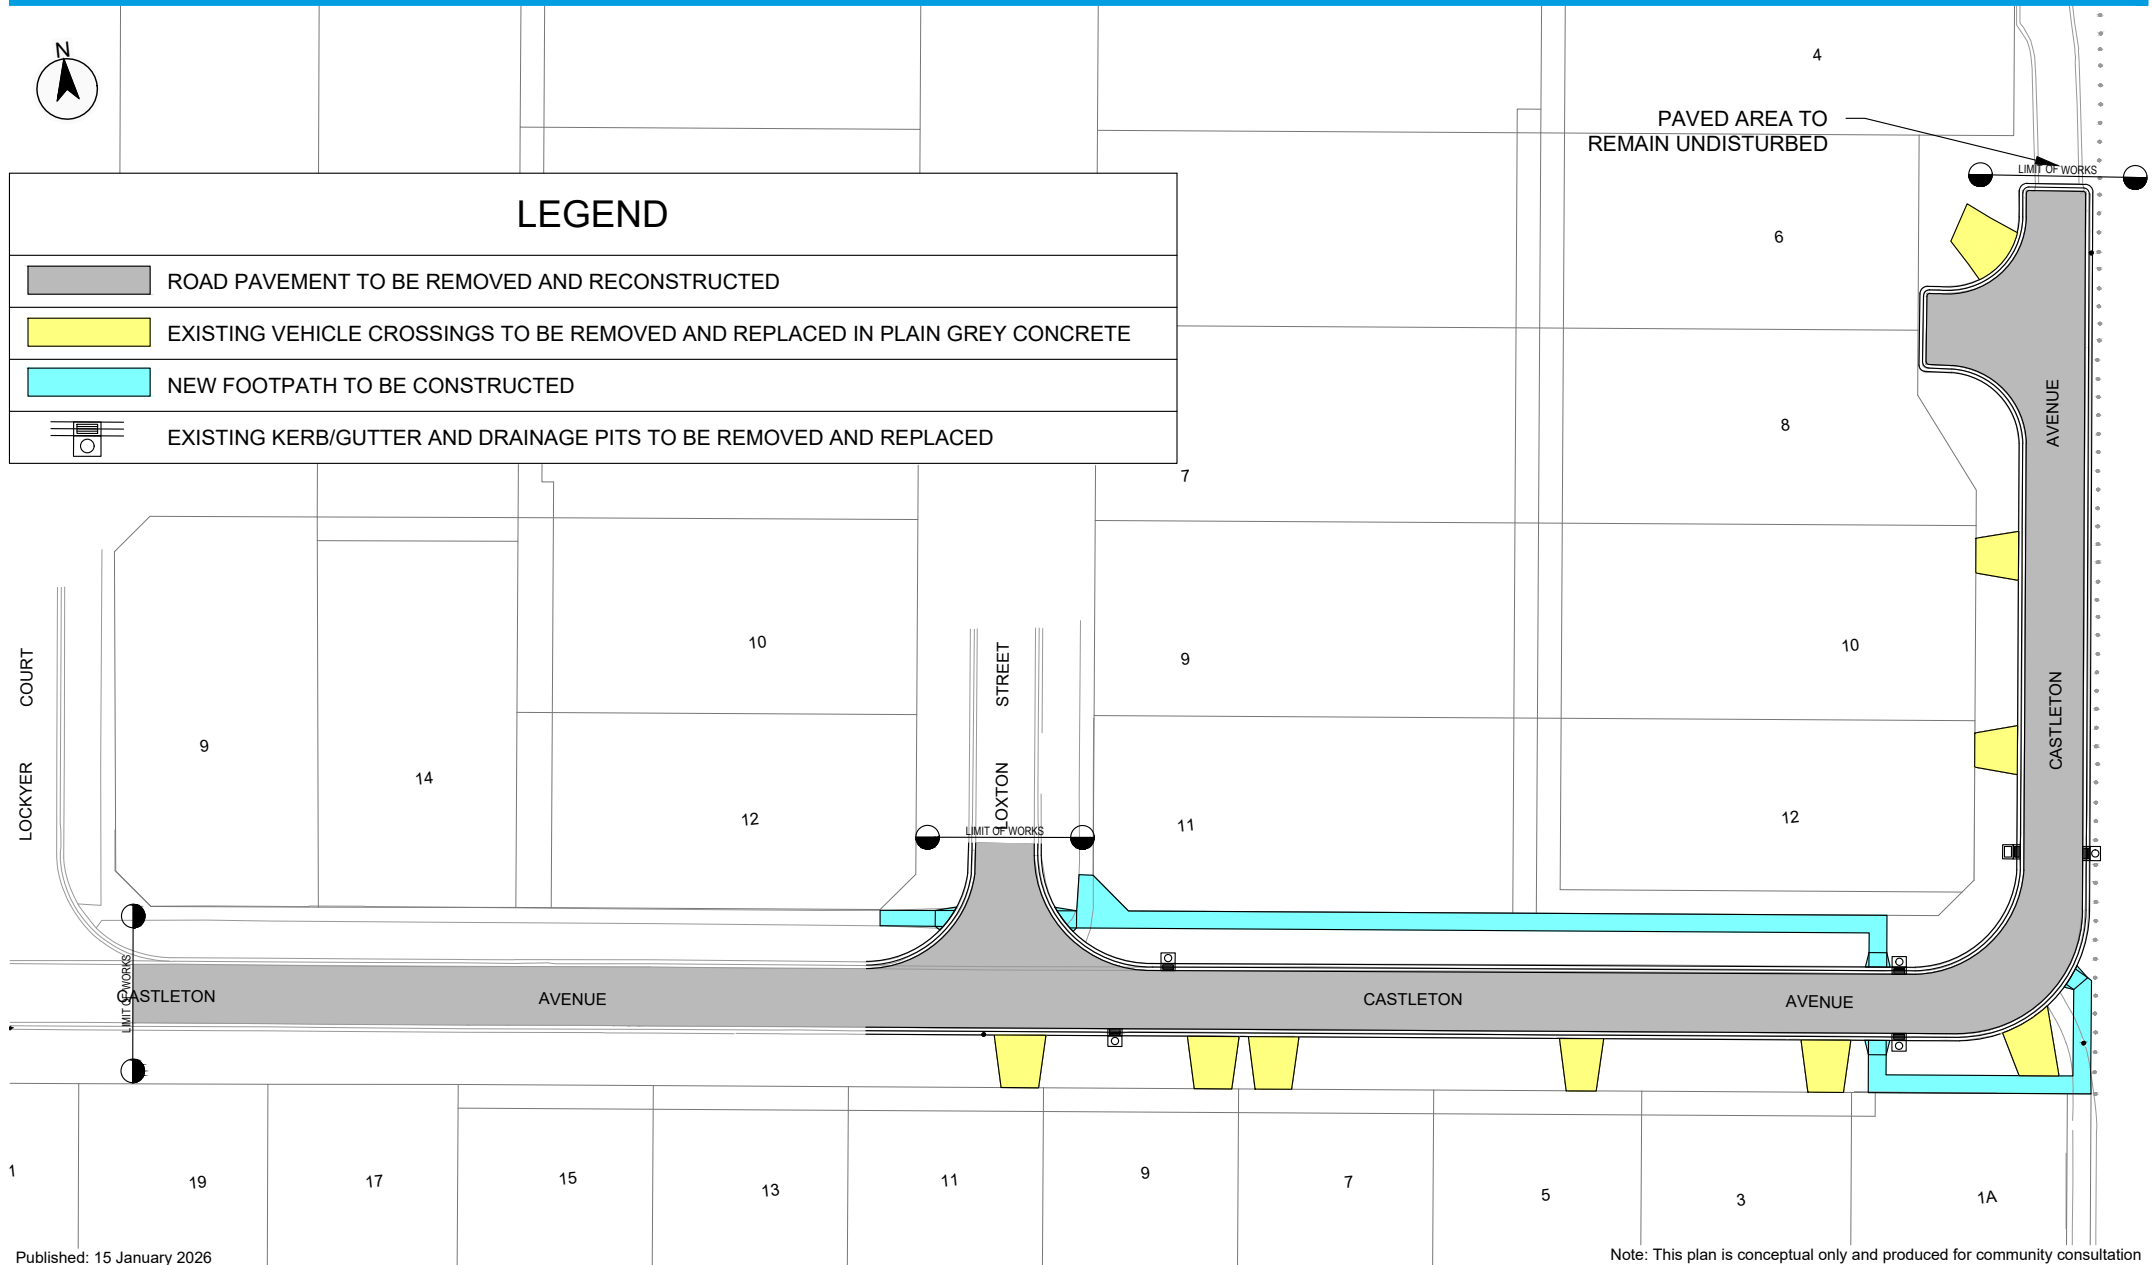 N
4
PAVED AREA TO
REMAIN UNDISTURBED
LIMIT OF WORKS
LEGEND
ROAD PAVEMENT TO BE REMOVED AND RECONSTRUCTED
EXISTING VEHICLE CROSSINGS TO BE REMOVED AND REPLACED IN PLAIN GREY CONCRETE
NEW FOOTPATH TO BE CONSTRUCTED
EXISTING KERB/GUTTER AND DRAINAGE PITS TO BE REMOVED AND REPLACED
6
8
7
CASTLETON AVENUE
10
9
10
LOCKYER COURT
LOXTON STREET
9
14
12
11
12
LIMIT OF WORKS
LIMIT OF WORKS
CASTLETON
AVENUE
CASTLETON
AVENUE
1
19
17
15
13
11
9
7
5
3
1A
Published: 15 January 2026
Note: This plan is conceptual only and produced for community consultation